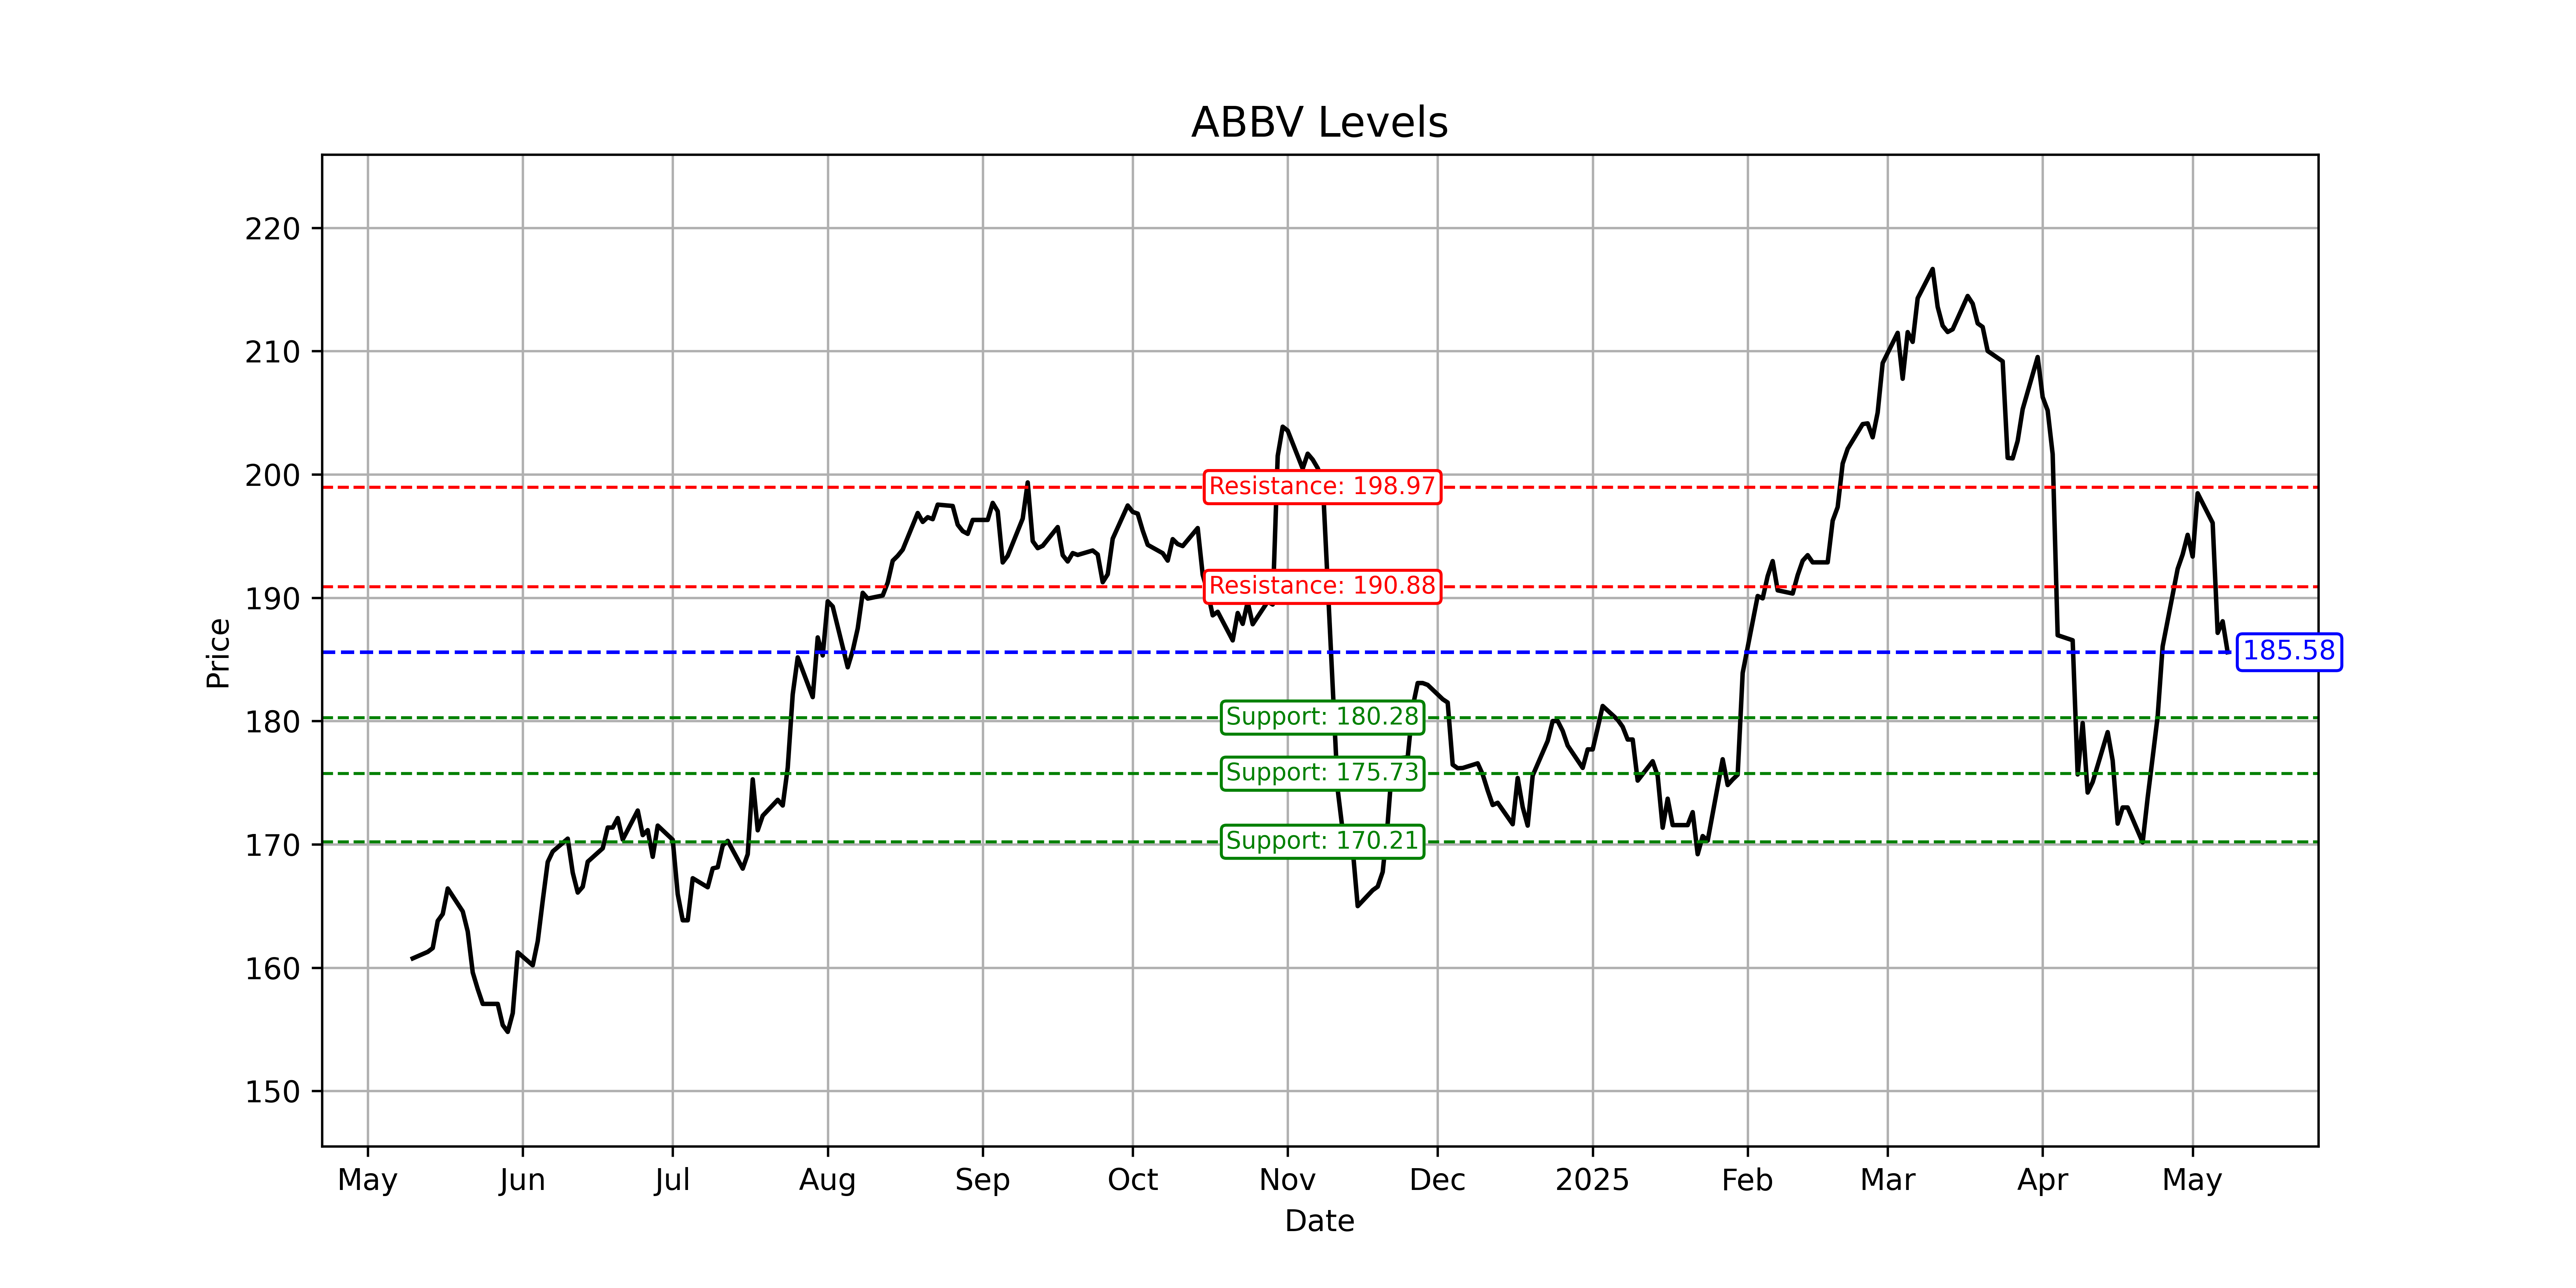 ABBV Levels
220
210
200
190
180
170
160
150
Price
Resistance: 198.97
Resistance: 190.88
185.58
Support: 180.28
Support: 175.73
Support: 170.21
May Jun Jul Aug Sep Oct Nov Dec 2025 Feb Mar Apr May
Date